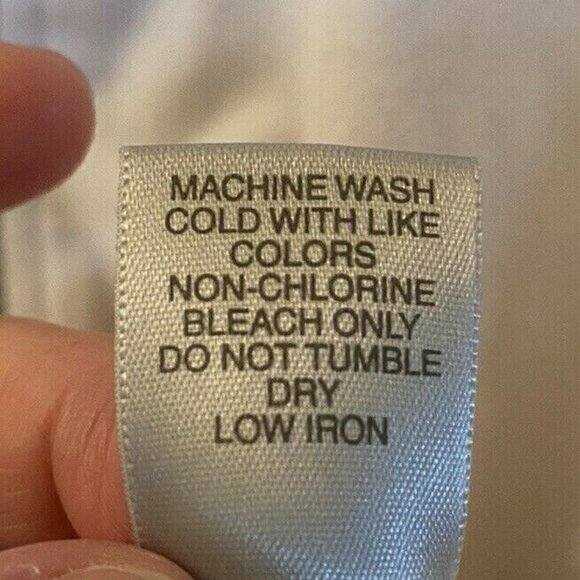 MACHINE WASH
COLD WITH LIKE
COLORS
NON-CHLORINE
BLEACH ONLY
DO NOT TUMBLE
DRY
LOW IRON